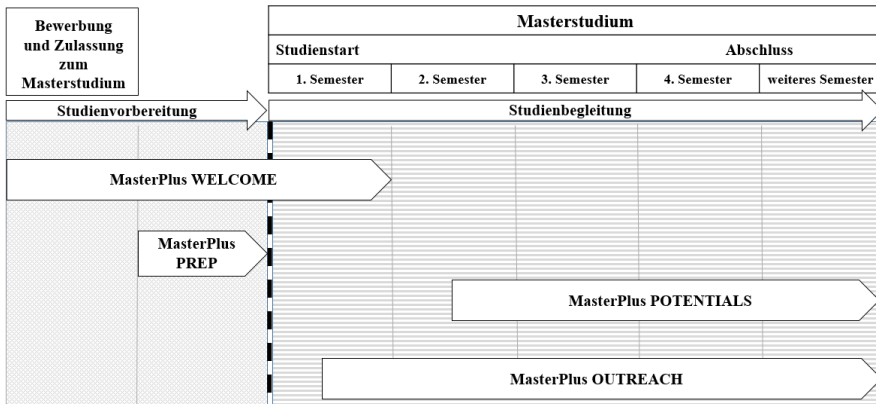 Bewerbung
und Zulassung
zum
Masterstudium
Masterstudium
Studienstart Abschluss
1. Semester 2. Semester 3. Semester 4. Semester weiteres Semester
Studienvorbereitung Studienbegleitung
MasterPlus WELCOME
MasterPlus
PREP
MasterPlus POTENTIALS
MasterPlus OUTREACH